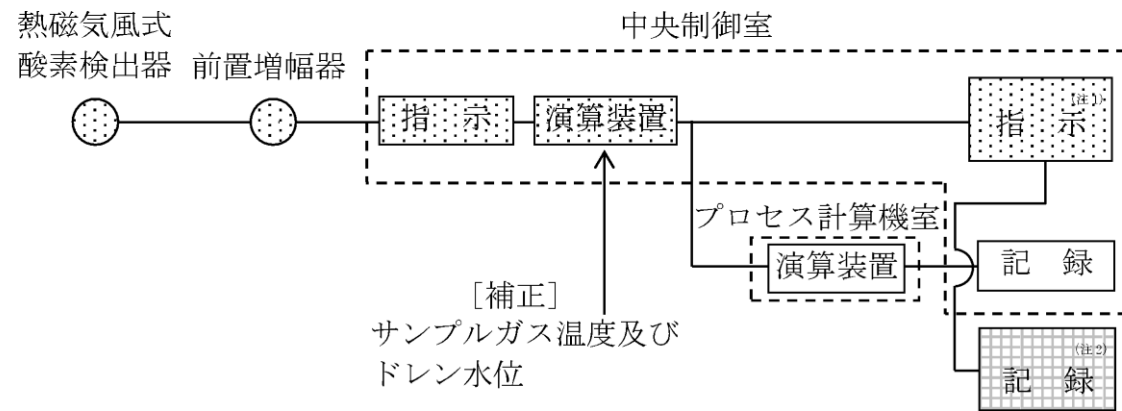 熱磁気風式
酸素検出器
前置増幅器
中央制御室
指 示
演算装置
(注1)
指 示
プロセス計算機室
演算装置
記 録
[補正]
サンプルガス温度及び
ドレン水位
(注2)
記 録